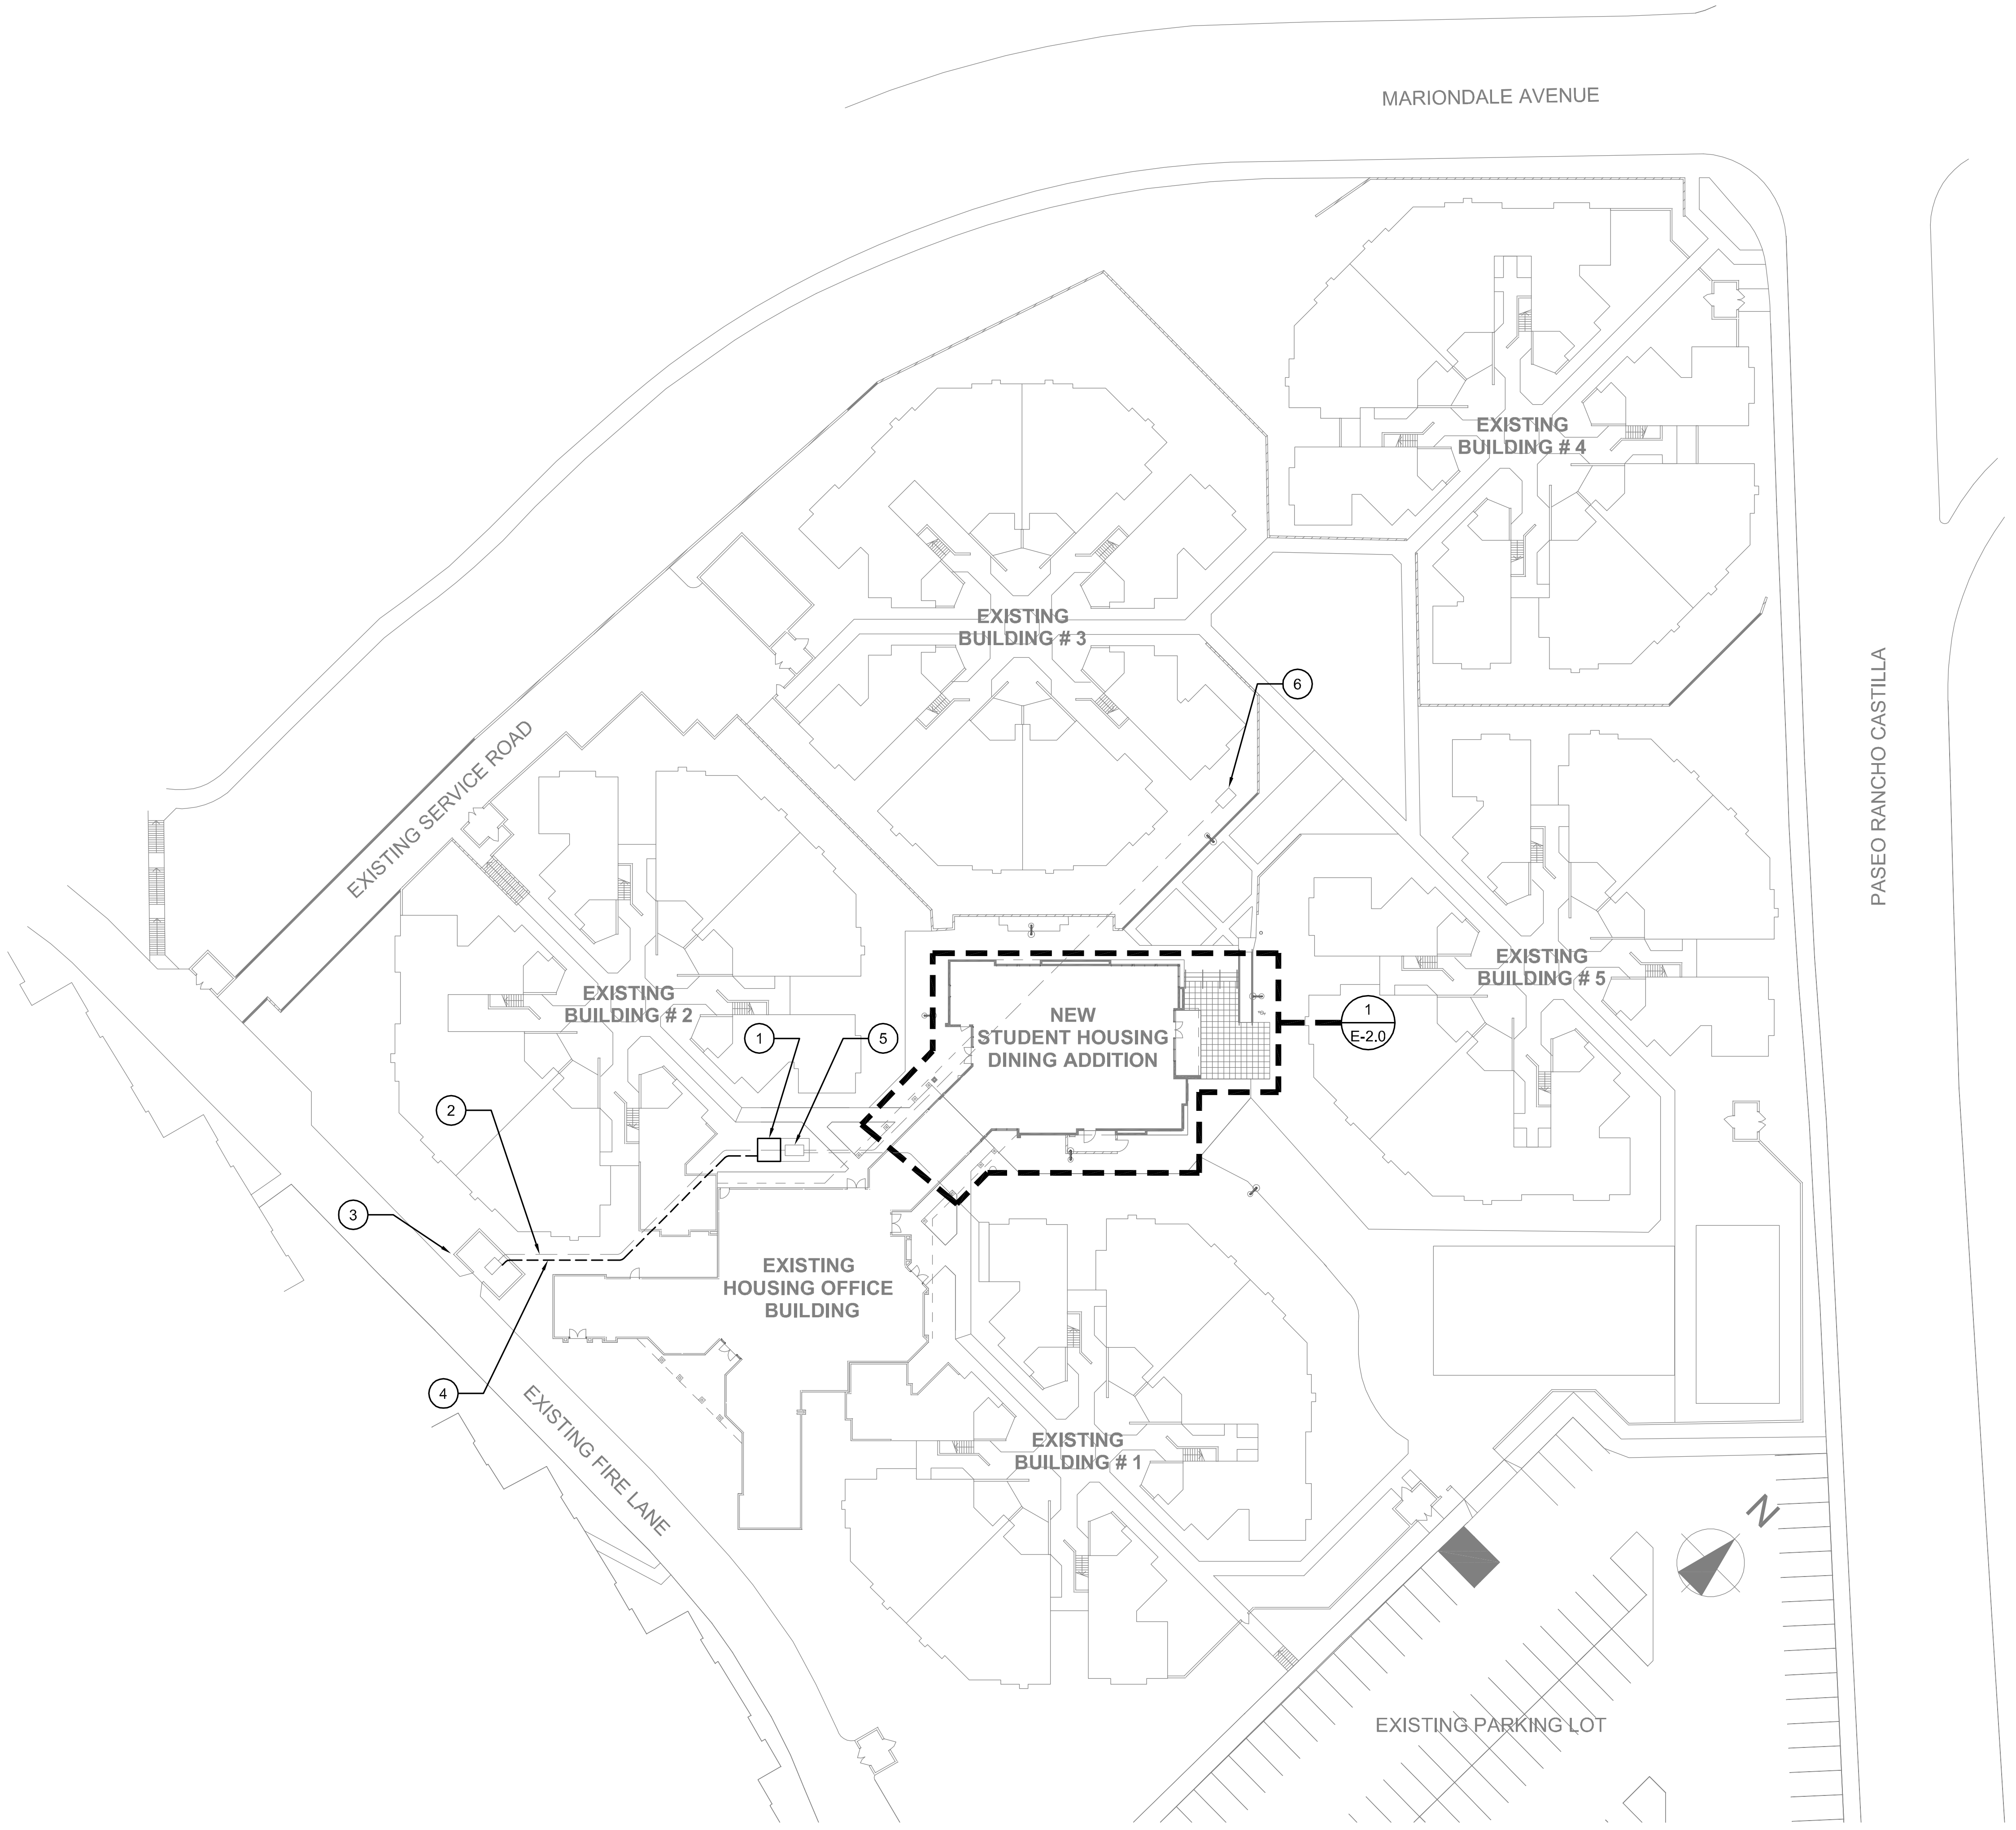 MARIONDALE AVENUE
EXISTING
BUILDING # 4
EXISTING
BUILDING # 3
6
PASEO RANCHO CASTILLA
EXISTING SERVICE ROAD
EXISTING
BUILDING # 5
EXISTING
BUILDING # 2
NEW
STUDENT HOUSING
DINING ADDITION
1
E-2.0
1
5
2
3
EXISTING
HOUSING OFFICE
BUILDING
4
EXISTING FIRE LANE
EXISTING
BUILDING # 1
N
EXISTING PARKING LOT